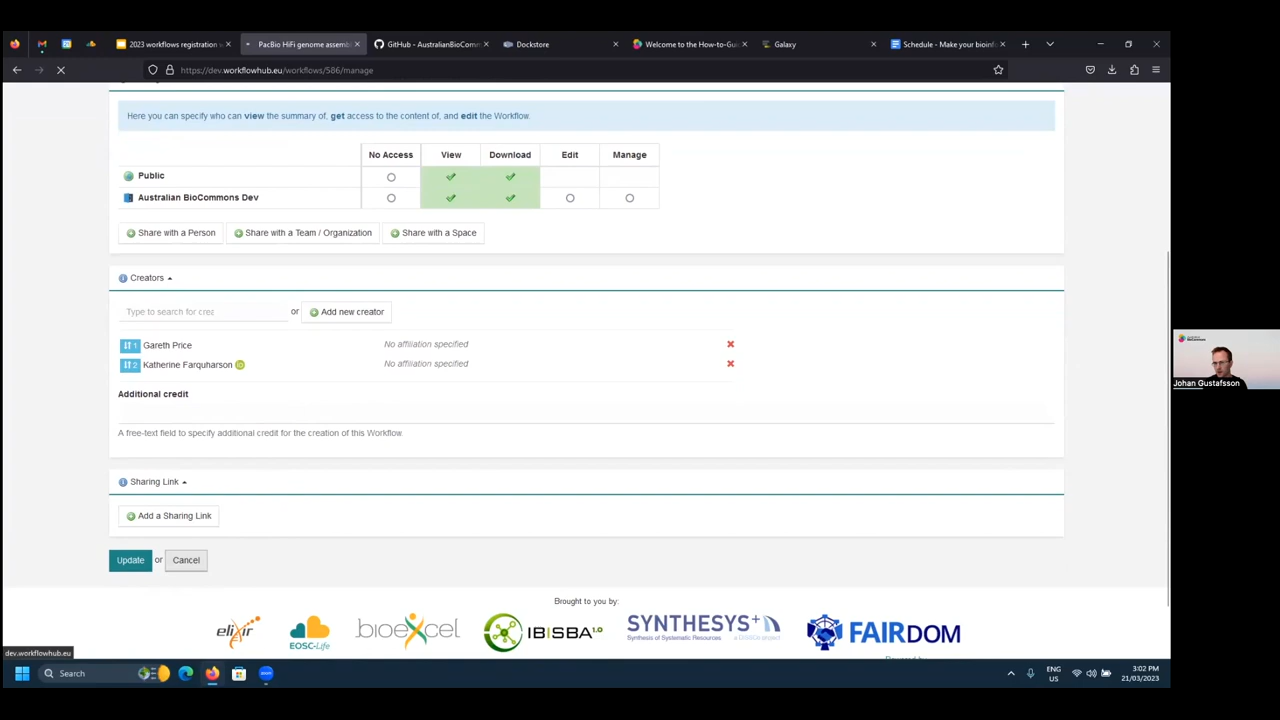 2023 workflows registration w
PacBio HiFi genome assemb
GitHub - AustralianBioComm
Dockstore
Welcome to the How-to-Gui
Galaxy
Schedule - Make your bioinf
https://dev.workflowhub.eu/workflows/586/manage
Here you can specify who can view the summary of, get access to the content of, and edit the Workflow.
No Access View Download Edit Manage
Public
Australian BioCommons Dev
Share with a Person Share with a Team / Organization Share with a Space
Creators
Type to search for crea or Add new creator
1 Gareth Price No affiliation specified
2 Katherine Farquharson iD No affiliation specified
Additional credit
A free-text field to specify additional credit for the creation of this Workflow.
Sharing Link
Add a Sharing Link
Update or Cancel
Brought to you by:
elixir
EOSC-Life
bioexcel
IBISBA 1.0
SYNTHESYS+
Synthesis of Systematic Resources
FAIRDOM
dev.workflowhub.eu
Search
ENG
US
3:02 PM
21/03/2023
Johan Gustafsson